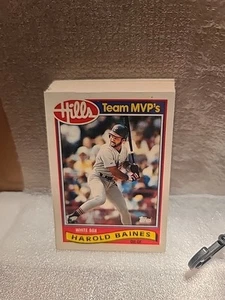 Hills
Team MVP's
Topps
WHITE SOX
HAROLD BAINES